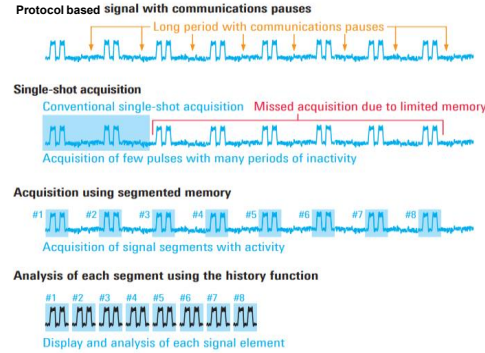 Protocol based signal with communications pauses
Long period with communications pauses
Single-shot acquisition
Conventional single-shot acquisition Missed acquisition due to limited memory
Acquisition of few pulses with many periods of inactivity
Acquisition using segmented memory
#1 #2 #3 #4 #5 #6 #7 #8
Acquisition of signal segments with activity
Analysis of each segment using the history function
#1 #2 #3 #4 #5 #6 #7 #8
Display and analysis of each signal element